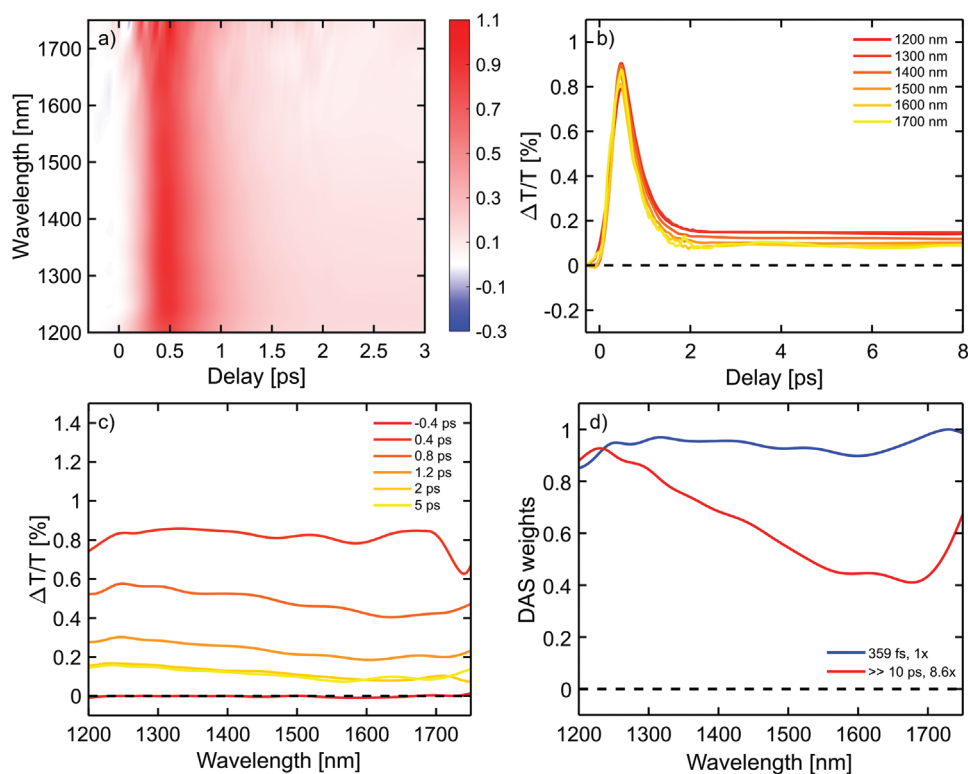 a)
Wavelength [nm]
1700
1600
1500
1400
1300
1200
0 0.5 1 1.5 2 2.5 3
Delay [ps]
1.1
0.9
0.7
0.5
0.3
0.1
-0.1
-0.3
b)
ΔT/T [%]
1
0.8
0.6
0.4
0.2
0
-0.2
0 2 4 6 8
Delay [ps]
1200 nm
1300 nm
1400 nm
1500 nm
1600 nm
1700 nm
c)
ΔT/T [%]
1.4
1.2
1
0.8
0.6
0.4
0.2
0
1200 1300 1400 1500 1600 1700
Wavelength [nm]
-0.4 ps
0.4 ps
0.8 ps
1.2 ps
2 ps
5 ps
d)
DAS weights
1
0.8
0.6
0.4
0.2
0
1200 1300 1400 1500 1600 1700
Wavelength [nm]
359 fs, 1x
>> 10 ps, 8.6x